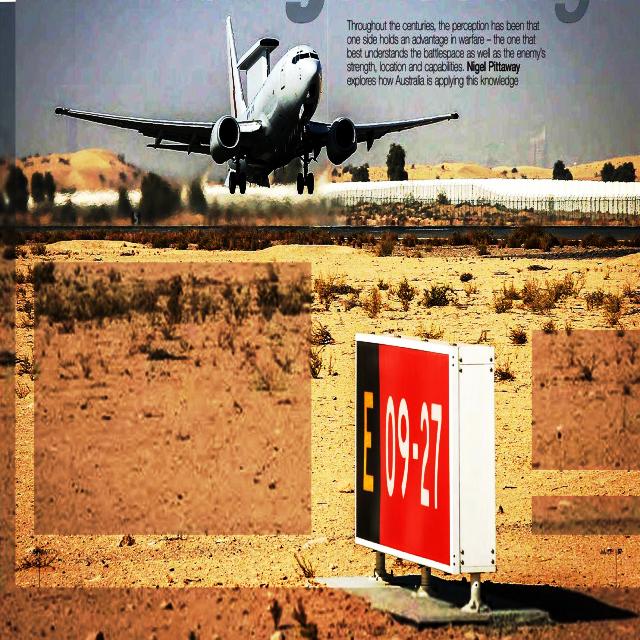 Throughout the centuries, the perception has been that
one side holds an advantage in warfare – the one that
best understands the battlespace as well as the enemy's
strength, location and capabilities. Nigel Pittaway
explores how Australia is applying this knowledge
E 09-27